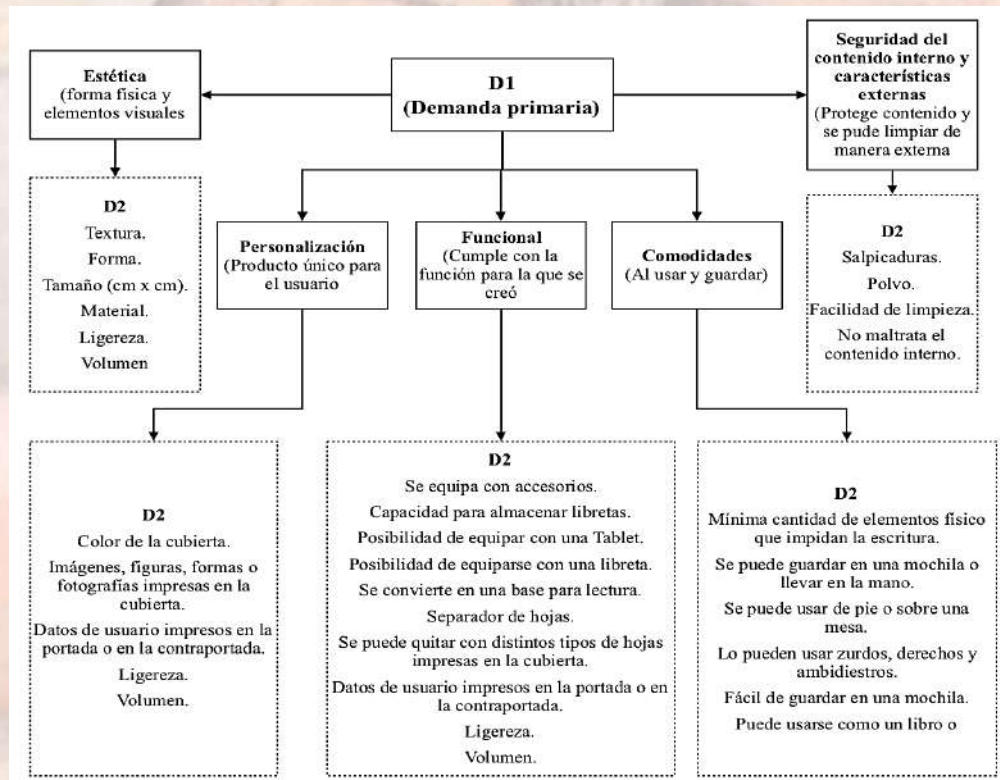 Estética
(forma física y
elementos visuales
D1
(Demanda primaria)
Seguridad del
contenido interno y
características
externas
(Protege contenido y
se pude limpiar de
manera externa
D2
Textura.
Forma.
Tamaño (cm x cm).
Material.
Ligereza.
Volumen
Personalización
(Producto único para
el usuario
Funcional
(Cumple con la
función para la que se
creó
Comodidades
(Al usar y guardar)
D2
Salpicaduras.
Polvo.
Facilidad de limpieza.
No maltrata el
contenido interno.
D2
Color de la cubierta.
Imágenes, figuras, formas o
fotografías impresas en la
cubierta.
Datos de usuario impresos en la
portada o en la contraportada.
Ligereza.
Volumen.
D2
Se equipa con accesorios.
Capacidad para almacenar libretas.
Posibilidad de equipar con una Tablet.
Posibilidad de equiparse con una libreta.
Se convierte en una base para lectura.
Separador de hojas.
Se puede quitar con distintos tipos de hojas
impresas en la cubierta.
Datos de usuario impresos en la portada o en
la contraportada.
Ligereza.
Volumen.
D2
Mínima cantidad de elementos físico
que impidan la escritura.
Se puede guardar en una mochila o
llevar en la mano.
Se puede usar de pie o sobre una
mesa.
Lo pueden usar zurdos, derechos y
ambidiestros.
Fácil de guardar en una mochila.
Puede usarse como un libro o